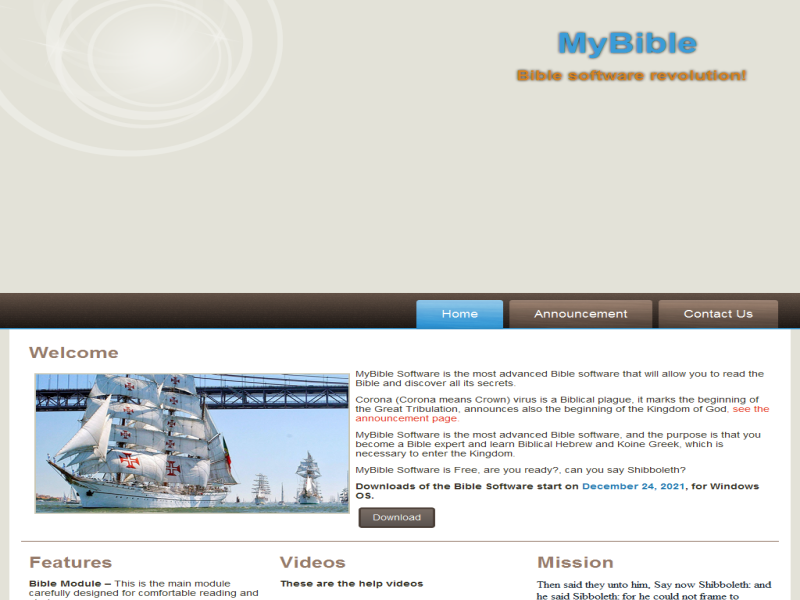 MyBible
Bible software revolution!
Home
Announcement
Contact Us
Welcome
MyBible Software is the most advanced Bible software that will allow you to read the
Bible and discover all its secrets.
Corona (Corona means Crown) virus is a Biblical plague, it marks the beginning of
the Great Tribulation, announces also the beginning of the Kingdom of God, see the
announcement page.
MyBible Software is the most advanced Bible software, and the purpose is that you
become a Bible expert and learn Biblical Hebrew and Koine Greek, which is
necessary to enter the Kingdom.
MyBible Software is Free, are you ready?, can you say Shibboleth?
Downloads of the Bible Software start on December 24, 2021, for Windows
OS.
Download
Features
Bible Module – This is the main module
carefully designed for comfortable reading and
Videos
These are the help videos
Mission
Then said they unto him, Say now Shibboleth: and
he said Sibboleth: for he could not frame to